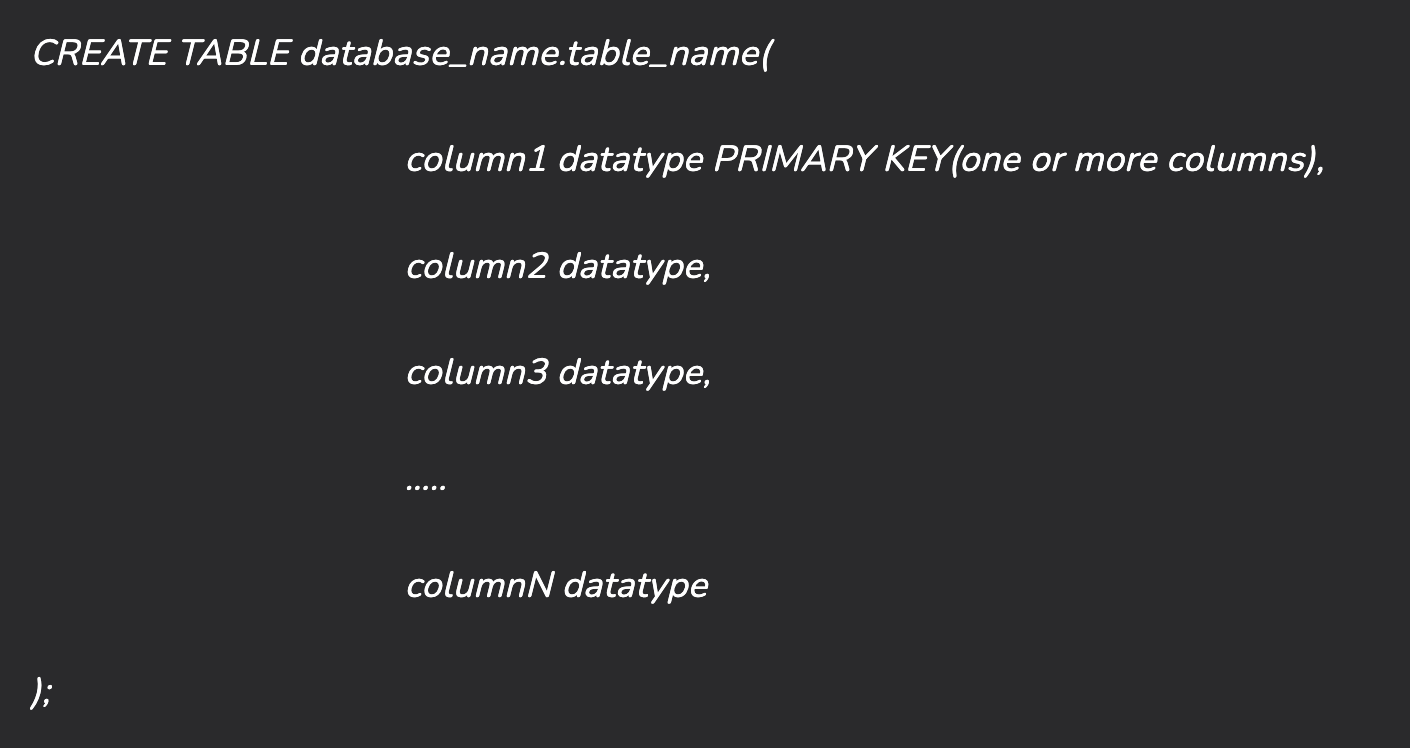 CREATE TABLE database_name.table_name(
column1 datatype PRIMARY KEY(one or more columns),
column2 datatype,
column3 datatype,
.....
columnN datatype
);